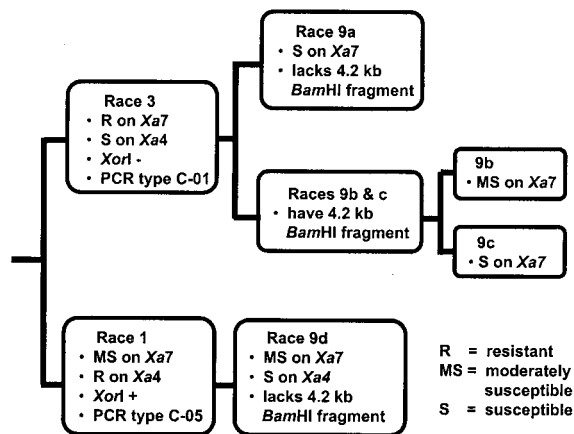 Race 9a
• S on Xa7
• lacks 4.2 kb
BamHI fragment
Race 3
• R on Xa7
• S on Xa4
• XorI -
• PCR type C-01
Races 9b & c
• have 4.2 kb
BamHI fragment
9b
• MS on Xa7
9c
• S on Xa7
Race 1
• MS on Xa7
• R on Xa4
• XorI +
• PCR type C-05
Race 9d
• MS on Xa7
• S on Xa4
• lacks 4.2 kb
BamHI fragment
R = resistant
MS = moderately
susceptible
S = susceptible